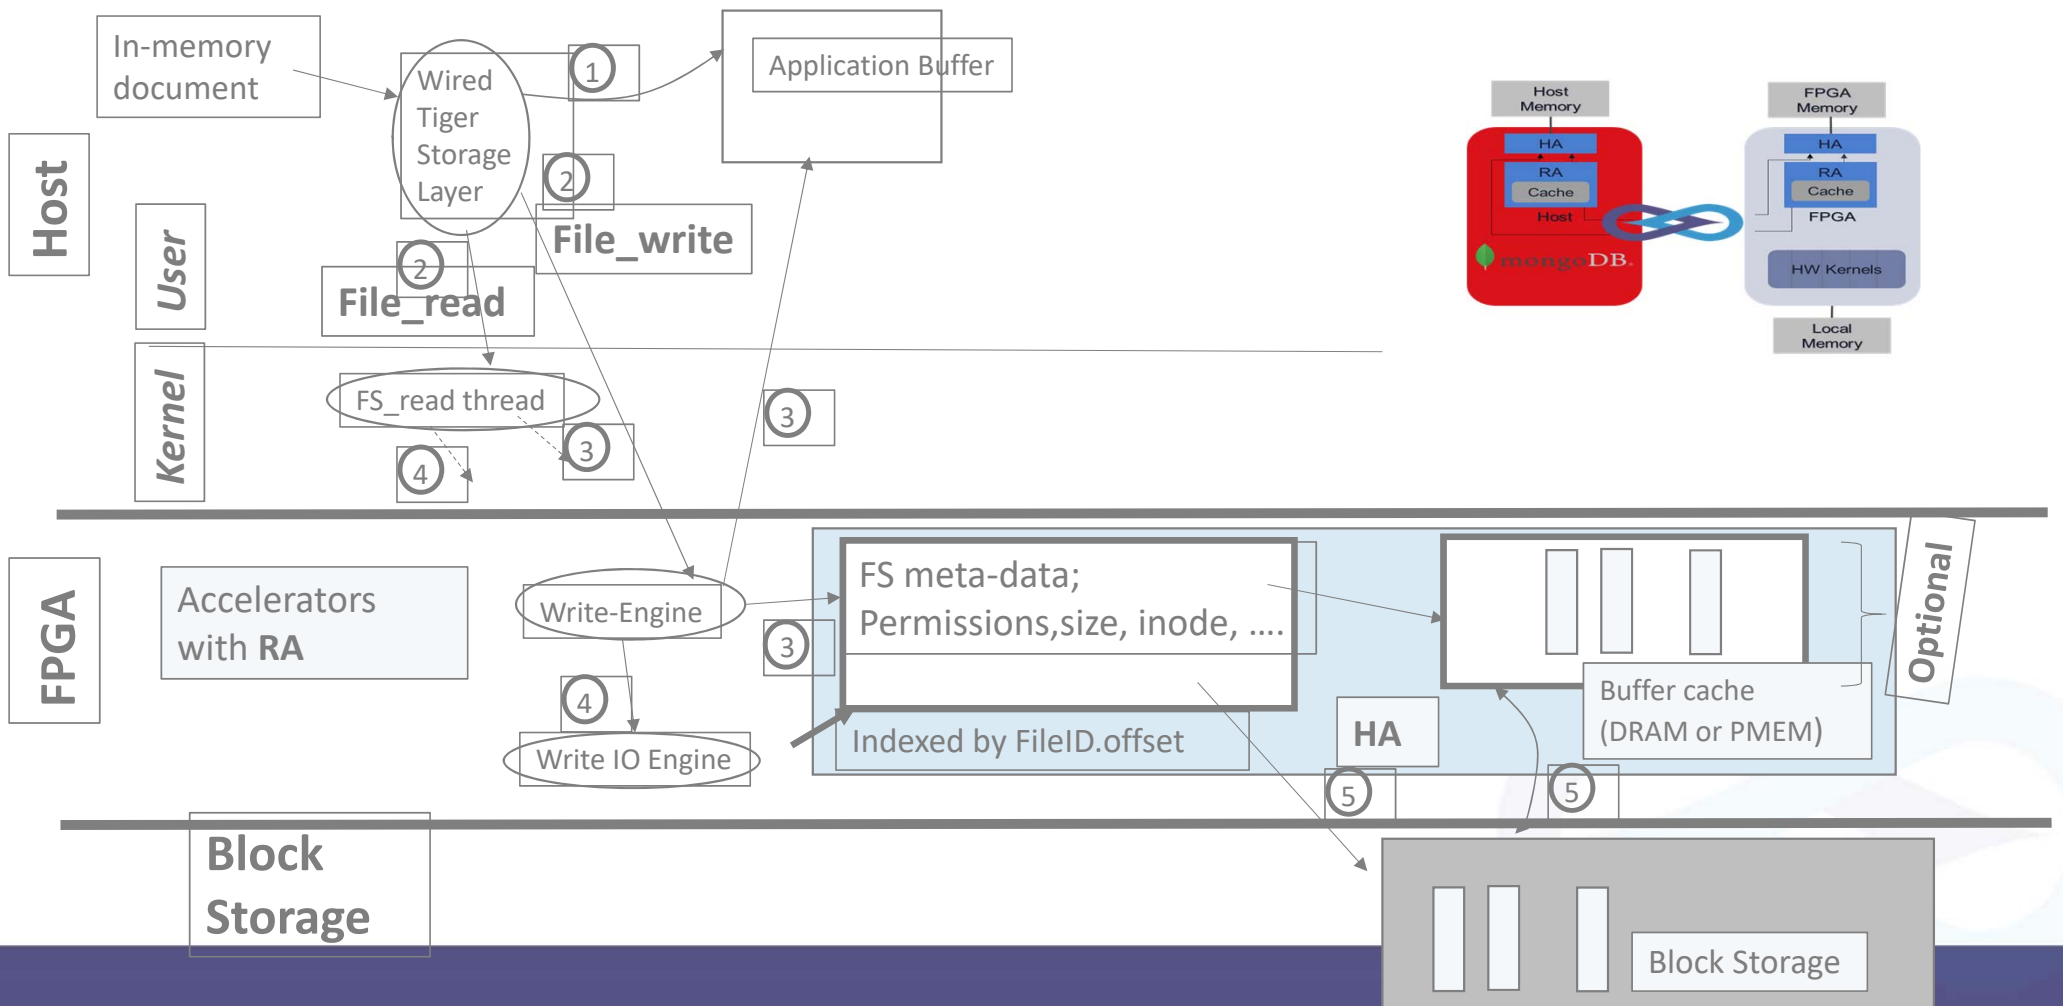 In-memory
document
Wired
Tiger
Storage
Layer
1
Application Buffer
2
File_write
2
File_read
Host
User
Kernel
FS_read thread
3
4
3
Host
Memory
HA
RA
Cache
Host
mongoDB.
FPGA
Memory
HA
RA
Cache
FPGA
HW Kernels
Local
Memory
FPGA
Accelerators
with RA
Write-Engine
3
4
Write IO Engine
FS meta-data;
Permissions,size, inode, ....
Indexed by FileID.offset
HA
Buffer cache
(DRAM or PMEM)
Optional
5
5
Block
Storage
Block Storage